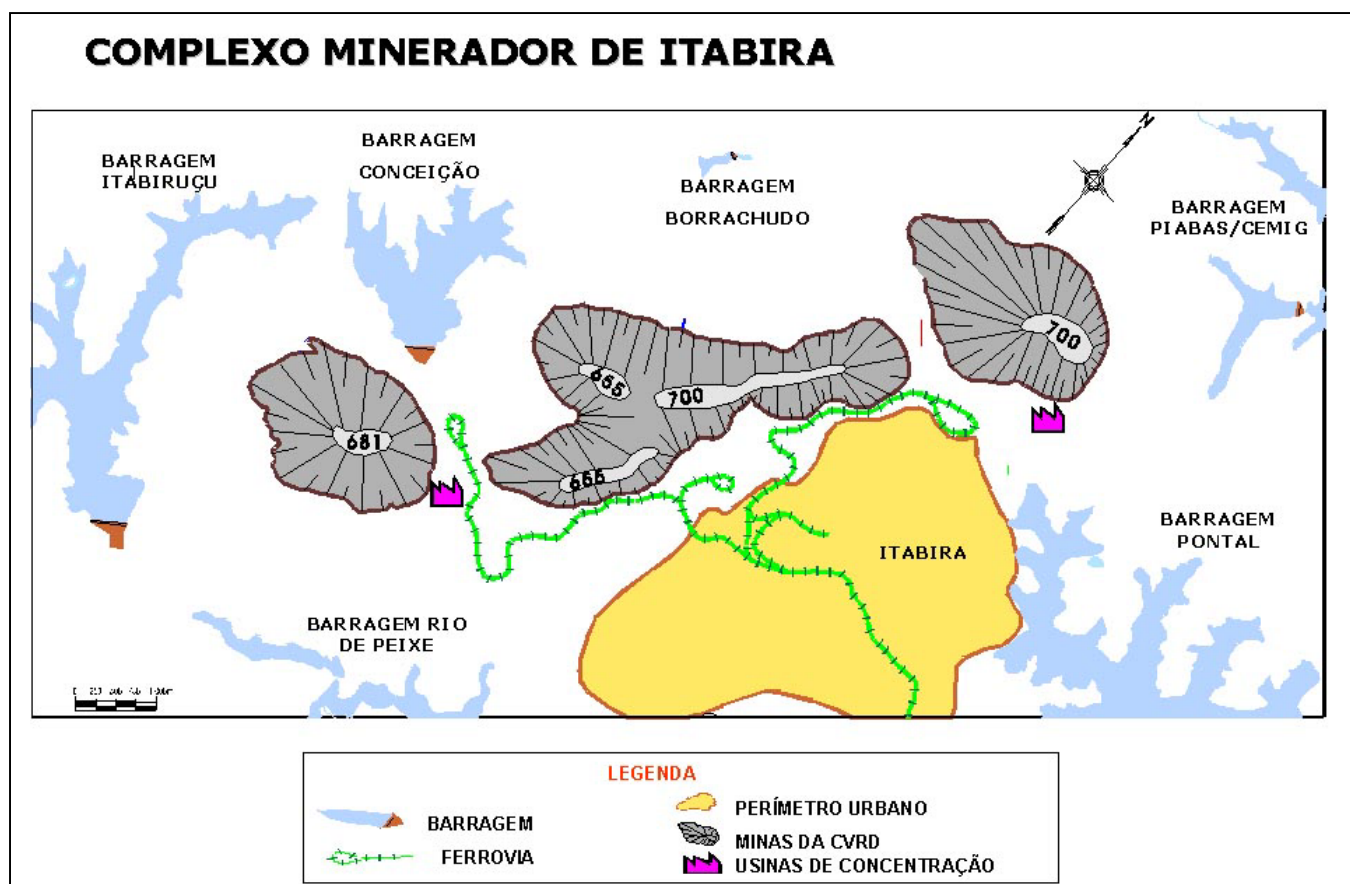 COMPLEXO MINERADOR DE ITABIRA
N
BARRAGEM
ITABIRUÇU
BARRAGEM
CONCEIÇÃO
BARRAGEM
BORRACHUDO
BARRAGEM
PIABAS/CEMIG
700
655
700
681
655
ITABIRA
BARRAGEM
PONTAL
BARRAGEM RIO
DE PEIXE
LEGENDA
BARRAGEM
FERROVIA
PERÍMETRO URBANO
MINAS DA CVRD
USINAS DE CONCENTRAÇÃO